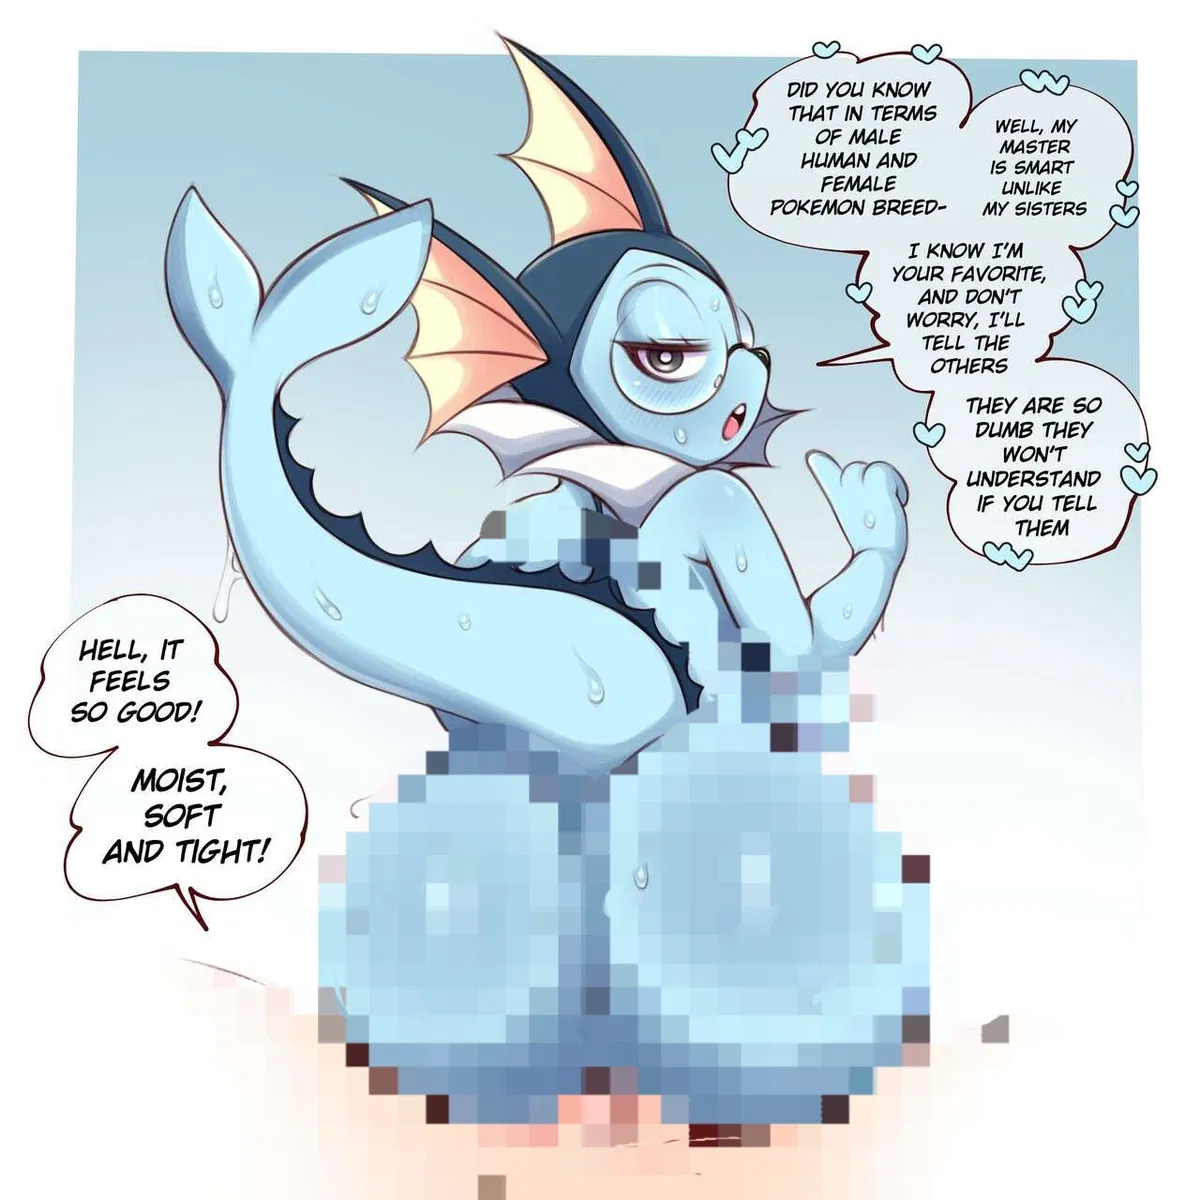 DID YOU KNOW
THAT IN TERMS
OF MALE
HUMAN AND
FEMALE
POKEMON BREED-
WELL, MY
MASTER
IS SMART
UNLIKE
MY SISTERS
I KNOW I'M
YOUR FAVORITE,
AND DON'T
WORRY, I'LL
TELL THE
OTHERS
THEY ARE SO
DUMB THEY
WON'T
UNDERSTAND
IF YOU TELL
THEM
HELL, IT
FEELS
SO GOOD!
MOIST,
SOFT
AND TIGHT!